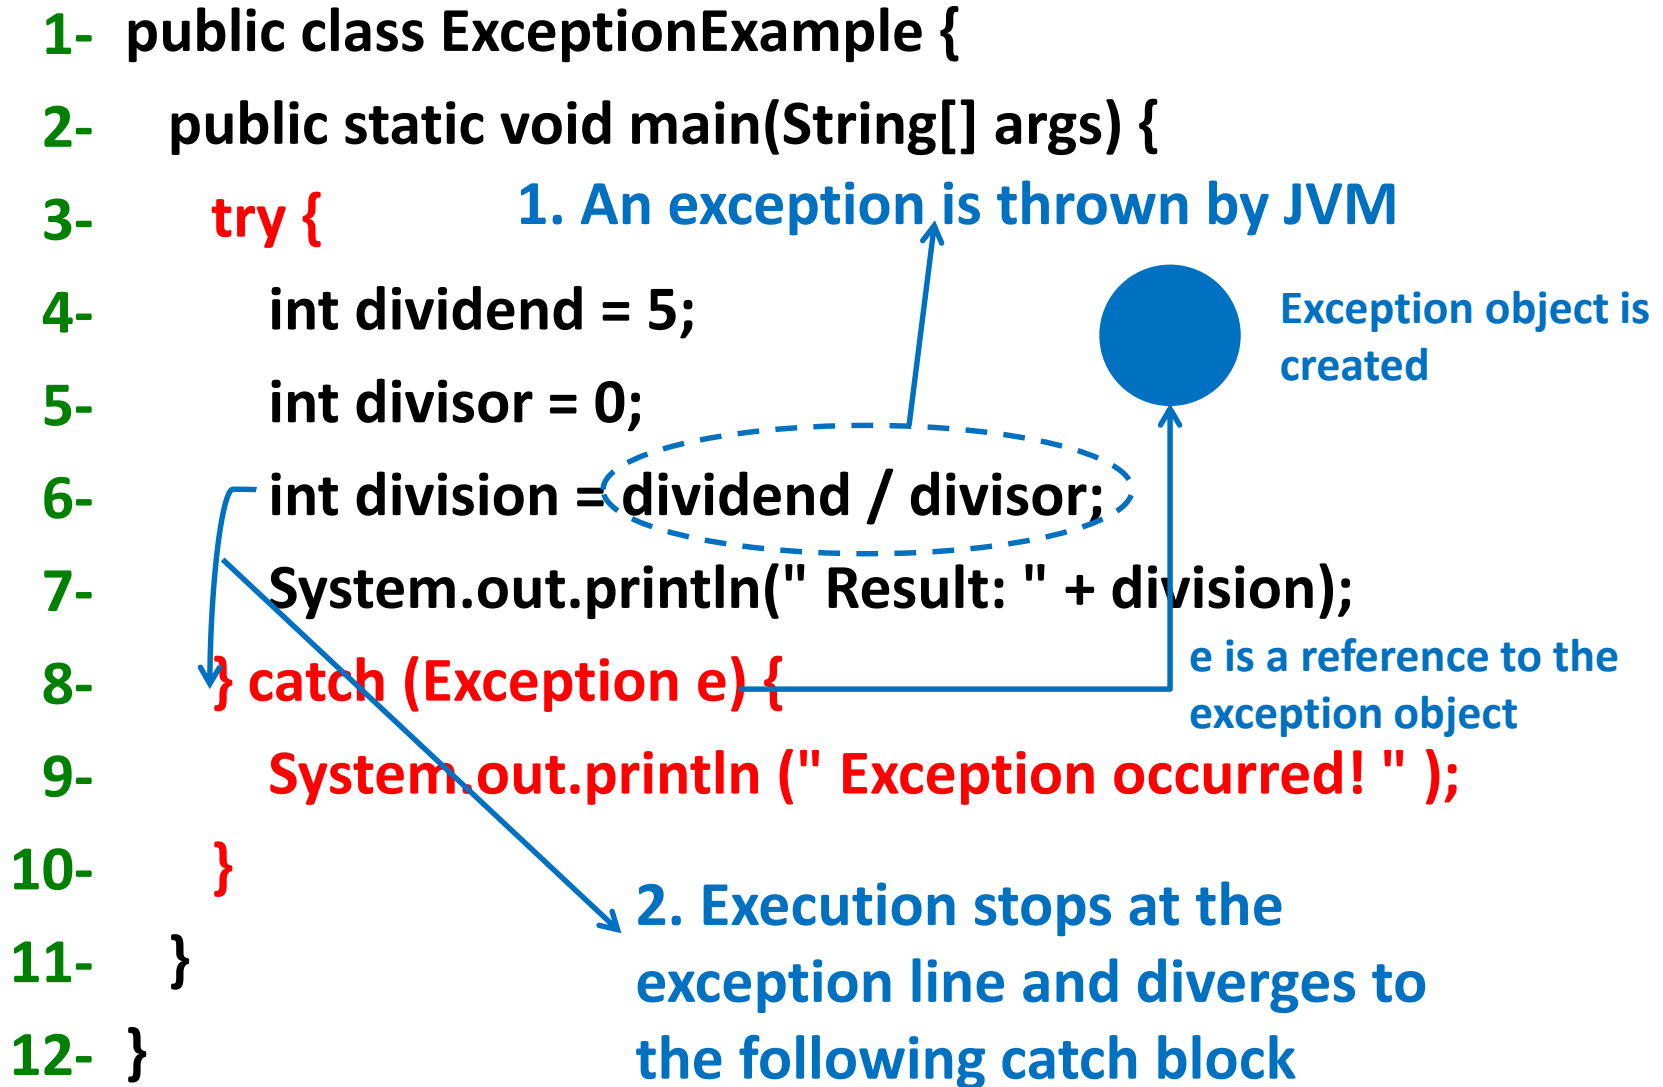 1- public class ExceptionExample {
2- public static void main(String[] args) {
3- try {
1. An exception is thrown by JVM
4- int dividend = 5;
Exception object is
created
5- int divisor = 0;
6- int division = dividend / divisor;
7- System.out.println(" Result: " + division);
8- } catch (Exception e) {
e is a reference to the
exception object
9- System.out.println (" Exception occurred! " );
10- }
2. Execution stops at the
exception line and diverges to
the following catch block
11- }
12- }